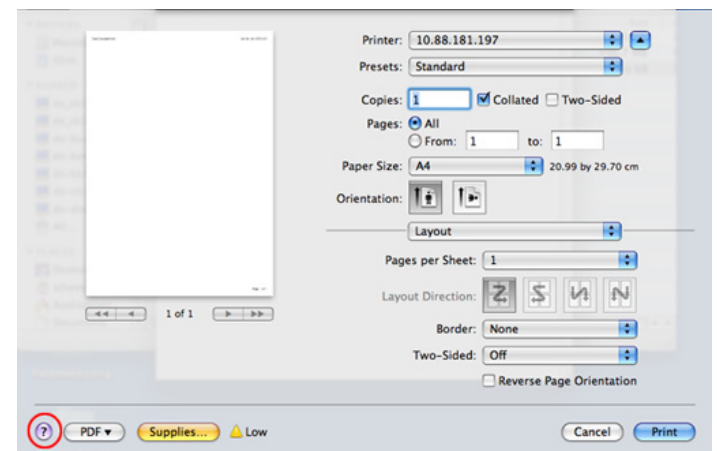 Printer: 10.88.181.197
Presets: Standard
Copies: 1 Collated Two-Sided
Pages: All
From: 1 to: 1
Paper Size: A4 20.99 by 29.70 cm
Orientation:
Layout
Pages per Sheet: 1
Layout Direction:
1 of 1
Border: None
Two-Sided: Off
Reverse Page Orientation
? PDF Supplies... Low Cancel Print